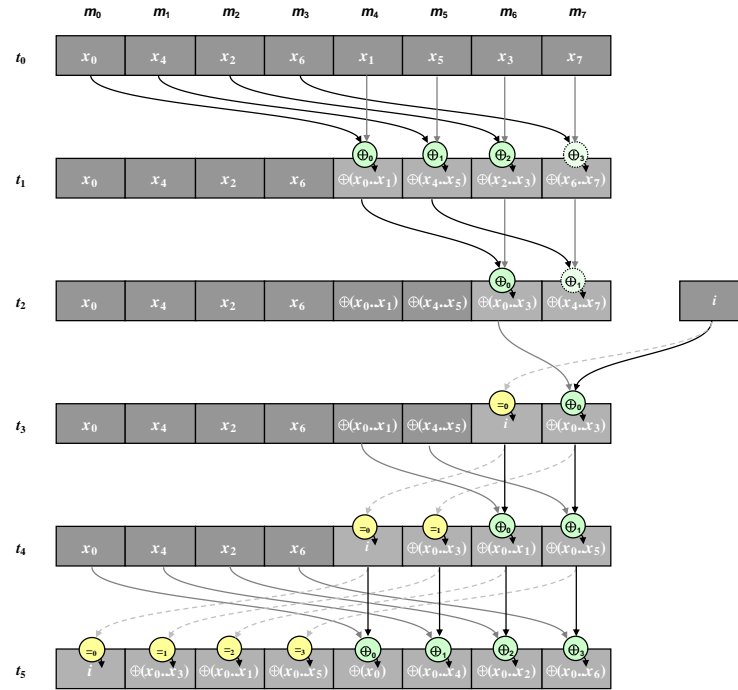 m₀ m₁ m₂ m₃ m₄ m₅ m₆ m₇
t₀ x₀ x₄ x₂ x₆ x₁ x₅ x₃ x₇
⊕₀ ⊕₁ ⊕₂ ⊕₃
t₁ x₀ x₄ x₂ x₆ ⊕(x₀..x₁) ⊕(x₄..x₅) ⊕(x₂..x₃) ⊕(x₆..x₇)
⊕₀ ⊕₁
t₂ x₀ x₄ x₂ x₆ ⊕(x₀..x₁) ⊕(x₄..x₅) ⊕(x₀..x₃) ⊕(x₄..x₇) i
=₀ ⊕₀
t₃ x₀ x₄ x₂ x₆ ⊕(x₀..x₁) ⊕(x₄..x₅) i ⊕(x₀..x₃)
=₀ =₁ ⊕₀ ⊕₁
t₄ x₀ x₄ x₂ x₆ i ⊕(x₀..x₃) ⊕(x₀..x₁) ⊕(x₀..x₅)
=₀ =₁ =₂ =₃ ⊕₀ ⊕₁ ⊕₂ ⊕₃
t₅ i ⊕(x₀..x₃) ⊕(x₀..x₁) ⊕(x₀..x₅) ⊕(x₀) ⊕(x₀..x₄) ⊕(x₀..x₂) ⊕(x₀..x₆)